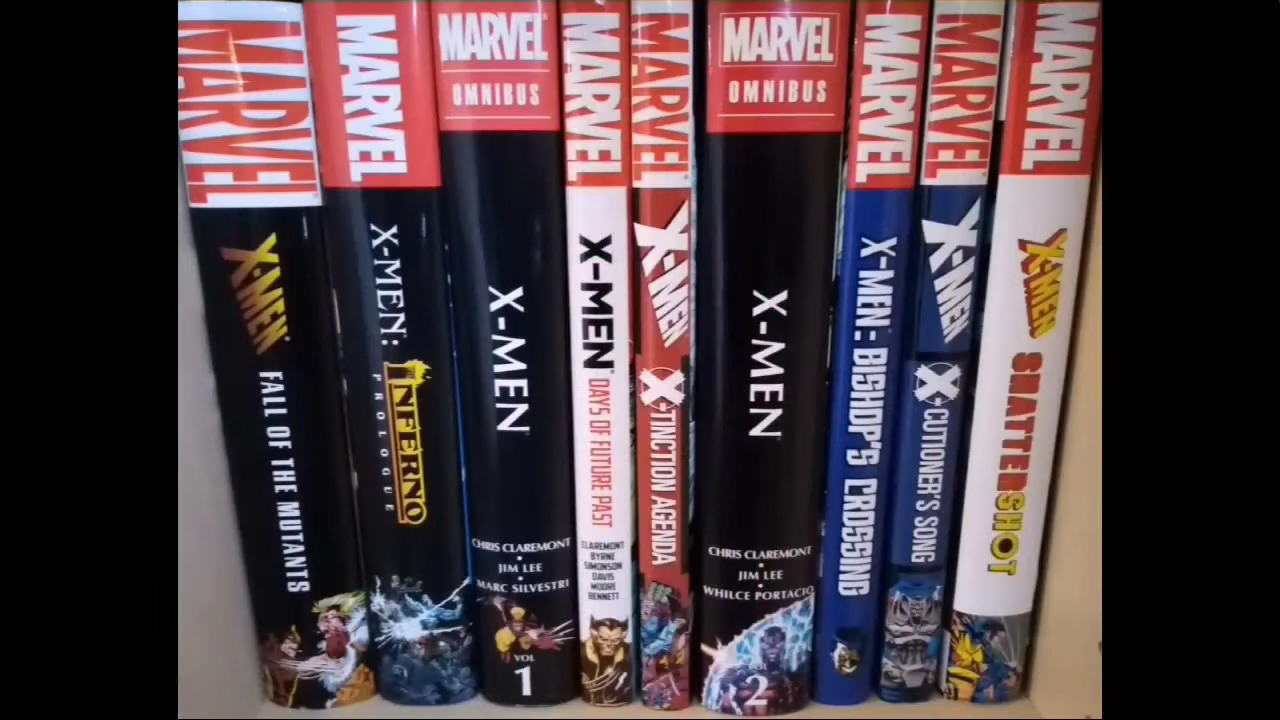 MARVEL
X-MEN
FALL OF THE MUTANTS
MARVEL
X-MEN:
INFERNO
PROLOGUE
MARVEL
OMNIBUS
X-MEN
CHRIS CLAREMONT
•
JIM LEE
•
MARC SILVESTRI
VOL
1
MARVEL
X-MEN
DAYS OF FUTURE PAST
CLAREMONT
BYRNE
SIMONSON
DAVIS
MOORE
BENNETT
MARVEL
X-MEN
X-TINCTION AGENDA
MARVEL
OMNIBUS
X-MEN
CHRIS CLAREMONT
•
JIM LEE
•
WHILCE PORTACIO
VOL
2
MARVEL
X-MEN: BISHOP'S CROSSING
MARVEL
X-MEN
X-CUTIONER'S SONG
MARVEL
X-MEN
SHATTERSHOT